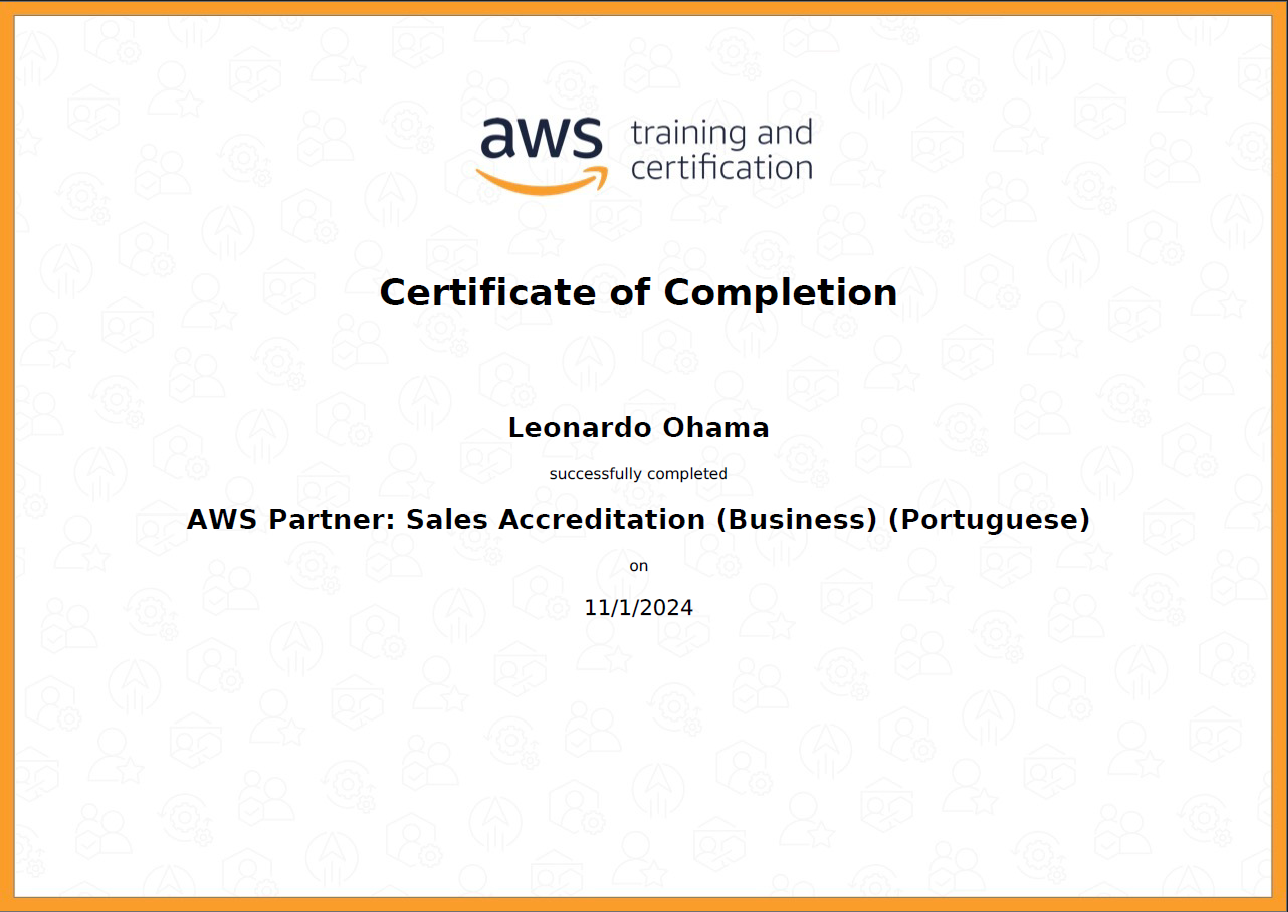 aws training and
certification
Certificate of Completion
Leonardo Ohama
successfully completed
AWS Partner: Sales Accreditation (Business) (Portuguese)
on
11/1/2024